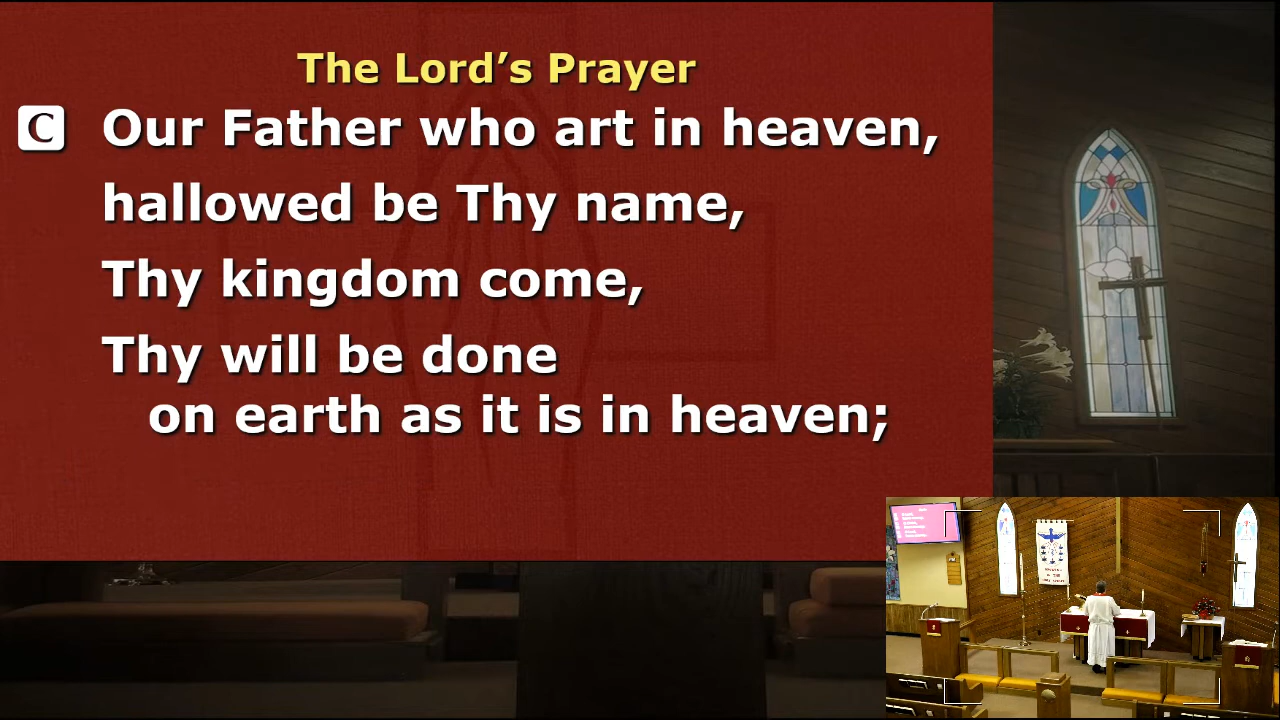 The Lord’s Prayer
C Our Father who art in heaven,
hallowed be Thy name,
Thy kingdom come,
Thy will be done
on earth as it is in heaven;